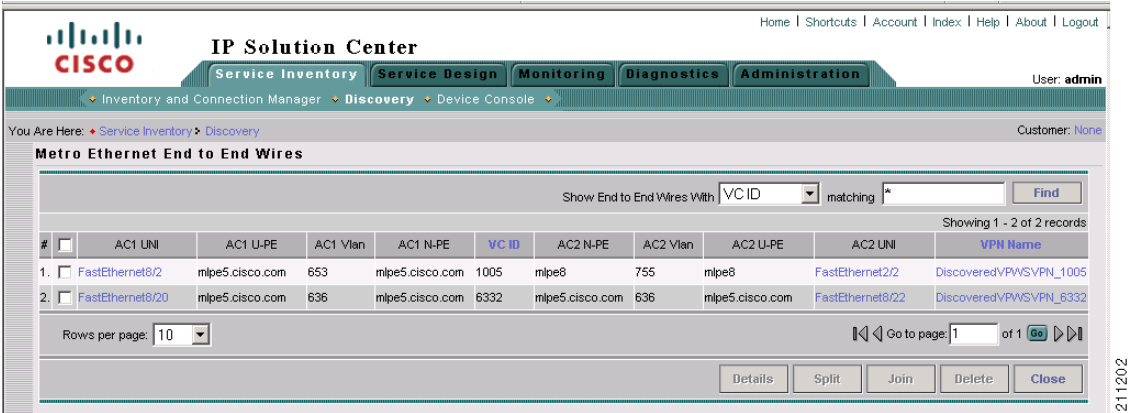 Home | Shortcuts | Account | Index | Help | About | Logout
CISCO
IP Solution Center
Service Inventory Service Design Monitoring Diagnostics Administration
User: admin
Inventory and Connection Manager Discovery Device Console
You Are Here: Service Inventory > Discovery Customer: None
Metro Ethernet End to End Wires
Show End to End Wires With VC ID matching * Find
Showing 1 - 2 of 2 records
# AC1 UNI AC1 U-PE AC1 Vlan AC1 N-PE VC ID AC2 N-PE AC2 Vlan AC2 U-PE AC2 UNI VPN Name
1. FastEthernet8/2 mlpe5.cisco.com 653 mlpe5.cisco.com 1005 mlpe8 755 mlpe8 FastEthernet2/2 DiscoveredVPWSVPN_1005
2. FastEthernet8/20 mlpe5.cisco.com 636 mlpe5.cisco.com 6332 mlpe5.cisco.com 636 mlpe5.cisco.com FastEthernet8/22 DiscoveredVPWSVPN_6332
Rows per page: 10 Go to page: 1 of 1 Go
Details Split Join Delete Close
211202